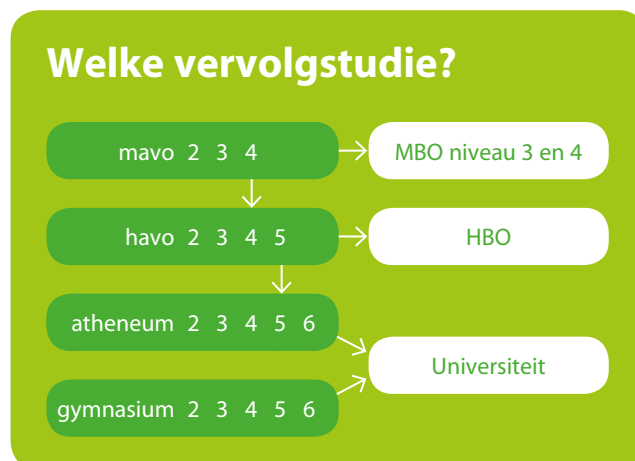 Welke vervolgstudie?
mavo 2 3 4
MBO niveau 3 en 4
havo 2 3 4 5
HBO
atheneum 2 3 4 5 6
Universiteit
gymnasium 2 3 4 5 6